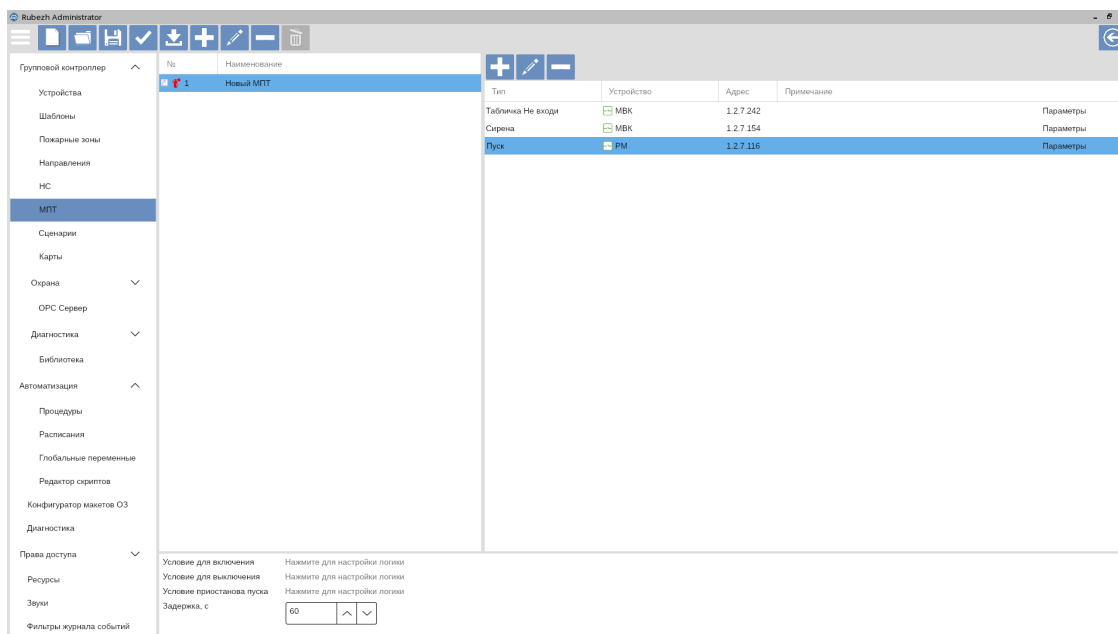 Rubezh Administrator
Групповой контроллер
Устройства
Шаблоны
Пожарные зоны
Направления
НС
МПТ
Сценарии
Карты
Охрана
OPC Сервер
Диагностика
Библиотека
Автоматизация
Процедуры
Расписания
Глобальные переменные
Редактор скриптов
Конфигуратор макетов ОЗ
Диагностика
Права доступа
Ресурсы
Звуки
Фильтры журнала событий
№ Наименование
1 Новый МПТ
Тип Устройство Адрес Примечание
Табличка Не входи МВК 1.2.7.242 Параметры
Сирена МВК 1.2.7.154 Параметры
Пуск РМ 1.2.7.116 Параметры
Условие для включения Нажмите для настройки логики
Условие для выключения Нажмите для настройки логики
Условие приостанова пуска Нажмите для настройки логики
Задержка, с 60